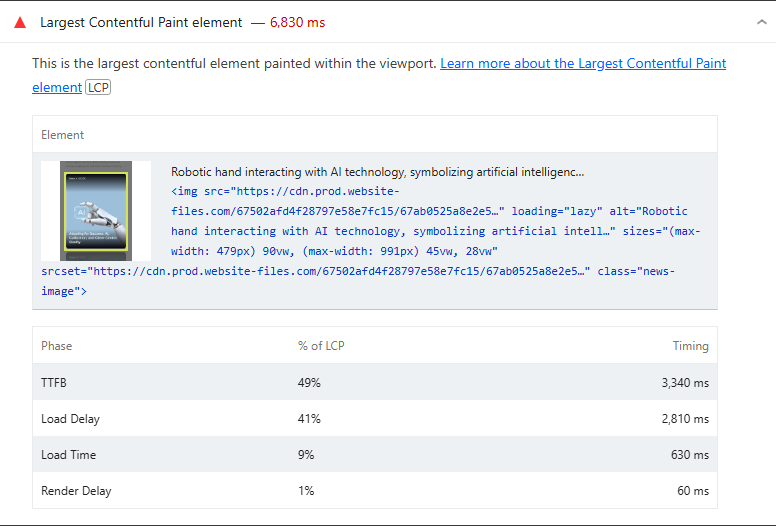 Largest Contentful Paint element — 6,830 ms
This is the largest contentful element painted within the viewport. Learn more about the Largest Contentful Paint
element LCP
Element
Robotic hand interacting with AI technology, symbolizing artificial intelligenc...
<img src="https://cdn.prod.website-
files.com/67502afd4f28797e58e7fc15/67ab0525a8e2e5…" loading="lazy" alt="Robotic
hand interacting with AI technology, symbolizing artificial intell…" sizes="(max-
width: 479px) 90vw, (max-width: 991px) 45vw, 28vw"
srcset="https://cdn.prod.website-files.com/67502afd4f28797e58e7fc15/67ab0525a8e2e5…" class="news-
image">
AI
Phase % of LCP Timing
TTFB 49% 3,340 ms
Load Delay 41% 2,810 ms
Load Time 9% 630 ms
Render Delay 1% 60 ms